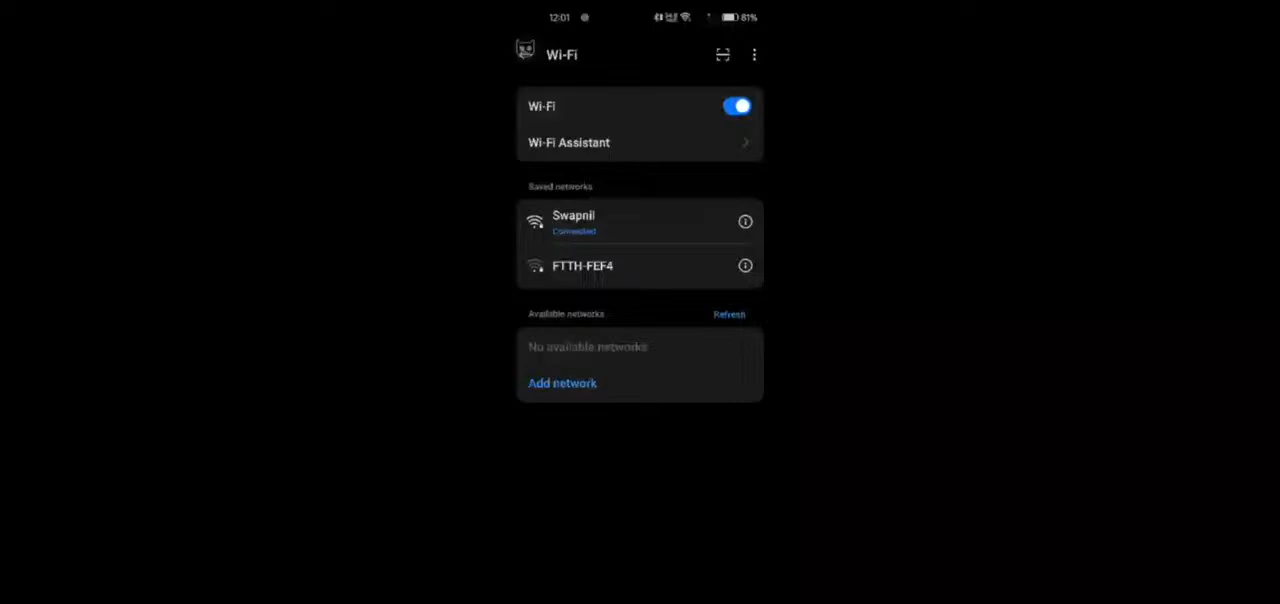 12:01
81%
Wi-Fi
Wi-Fi
Wi-Fi Assistant
Saved networks
Swapnil
Connected
FTTH-FEF4
Available networks
Refresh
No available networks
Add network